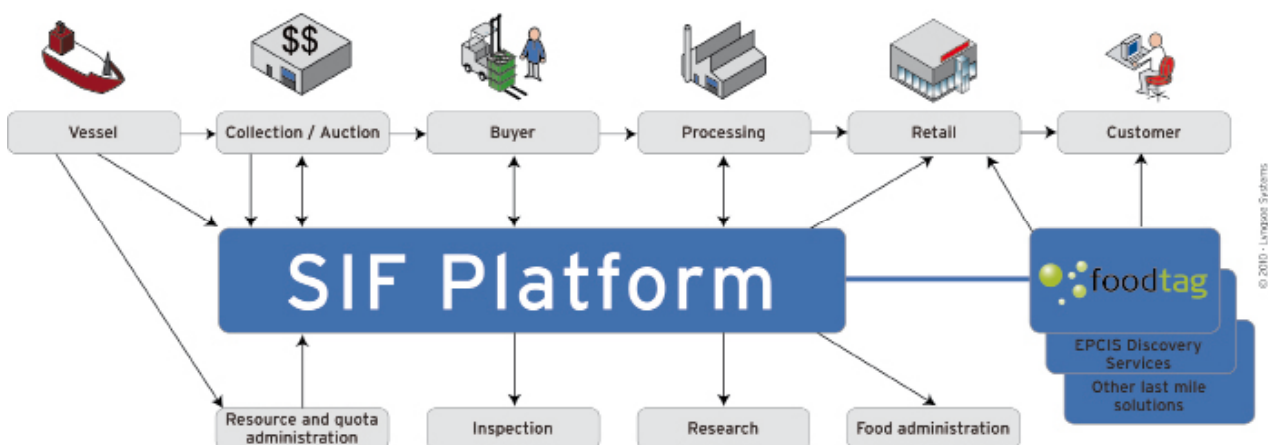 $$
Vessel
Collection / Auction
Buyer
Processing
Retail
Customer
SIF Platform
foodtag
EPCIS Discovery
Services
Other last mile
solutions
Resource and quota
administration
Inspection
Research
Food administration
© 2010 - Lyngsoe Systems